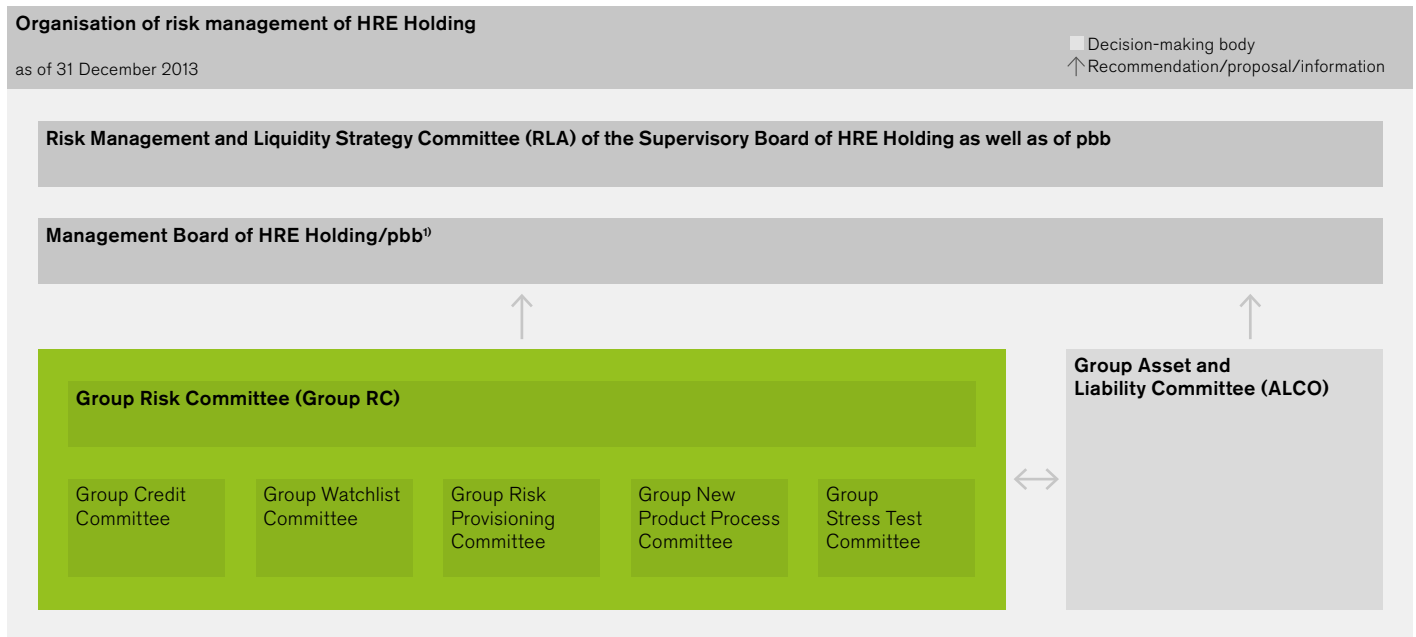 Organisation of risk management of HRE Holding
as of 31 December 2013
Decision-making body
Recommendation/proposal/information
Risk Management and Liquidity Strategy Committee (RLA) of the Supervisory Board of HRE Holding as well as of pbb
Management Board of HRE Holding/pbb¹⁾
Group Risk Committee (Group RC)
Group Credit
Committee
Group Watchlist
Committee
Group Risk
Provisioning
Committee
Group New
Product Process
Committee
Group
Stress Test
Committee
Group Asset and
Liability Committee (ALCO)